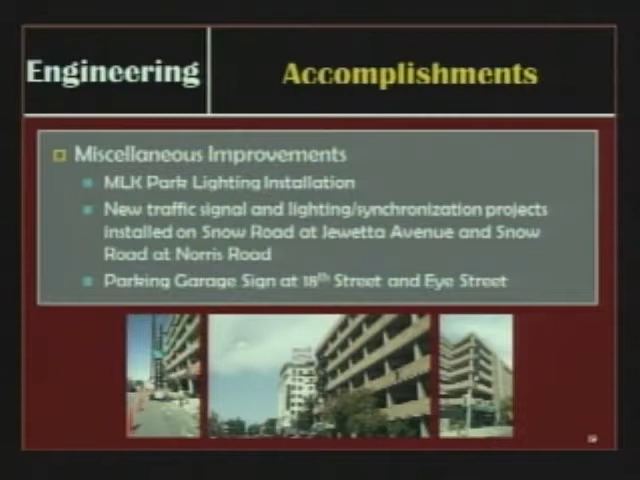 Engineering
Accomplishments
Miscellaneous Improvements
MLK Park Lighting Installation
New traffic signal and lighting/synchronization projects
installed on Snow Road at Jewetta Avenue and Snow
Road at Norris Road
Parking Garage Sign at 18th Street and Eye Street